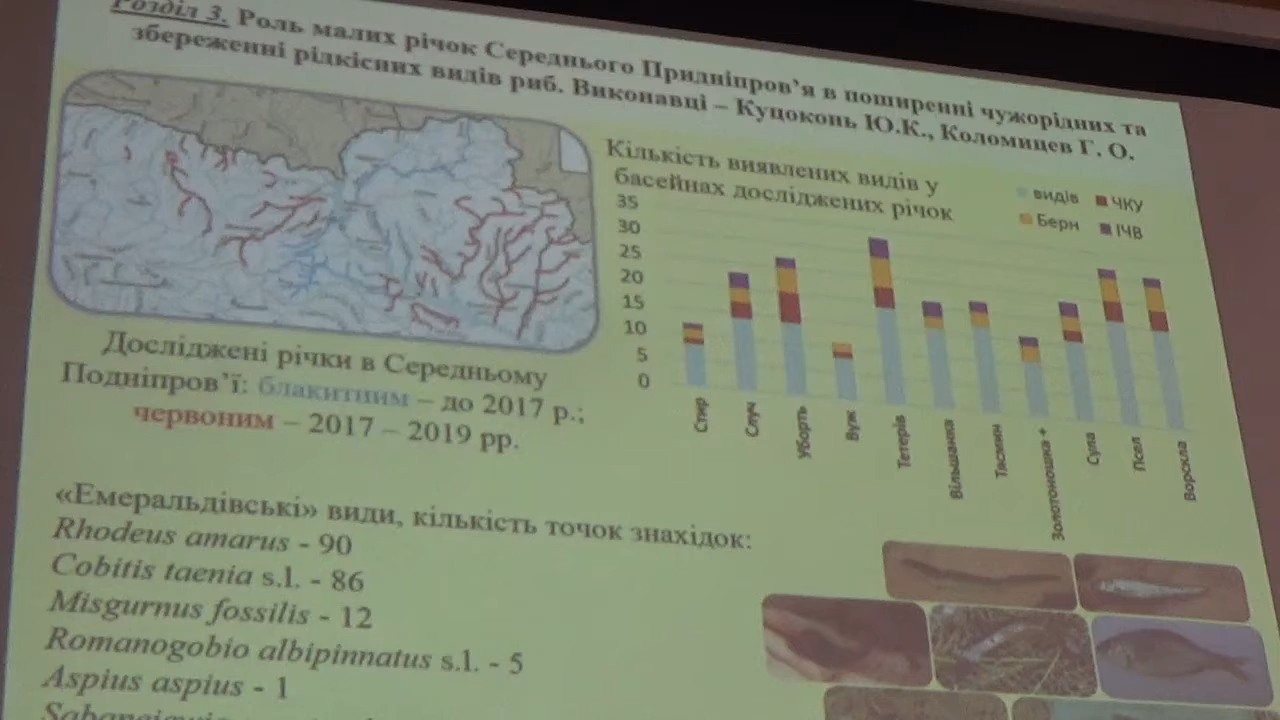 Розділ 3. Роль малих річок Середнього Придніпров’я в поширенні чужорідних та
збереженні рідкісних видів риб. Виконавці – Куцоконь Ю.К., Коломицев Г. О.
Кількість виявлених видів у
басейнах досліджених річок
видів ЧКУ
Берн ІЧВ
35
30
25
20
15
10
5
0
Стир
Случ
Уборть
Вуж
Тетерів
Вільшанка
Тясмин
Золотоношка +
Сула
Псел
Ворскла
Досліджені річки в Середньому
Подніпров’ї: блакитним – до 2017 р.;
червоним – 2017 – 2019 рр.
«Емеральдівські» види, кількість точок знахідок:
Rhodeus amarus - 90
Cobitis taenia s.l. - 86
Misgurnus fossilis - 12
Romanogobio albipinnatus s.l. - 5
Aspius aspius - 1